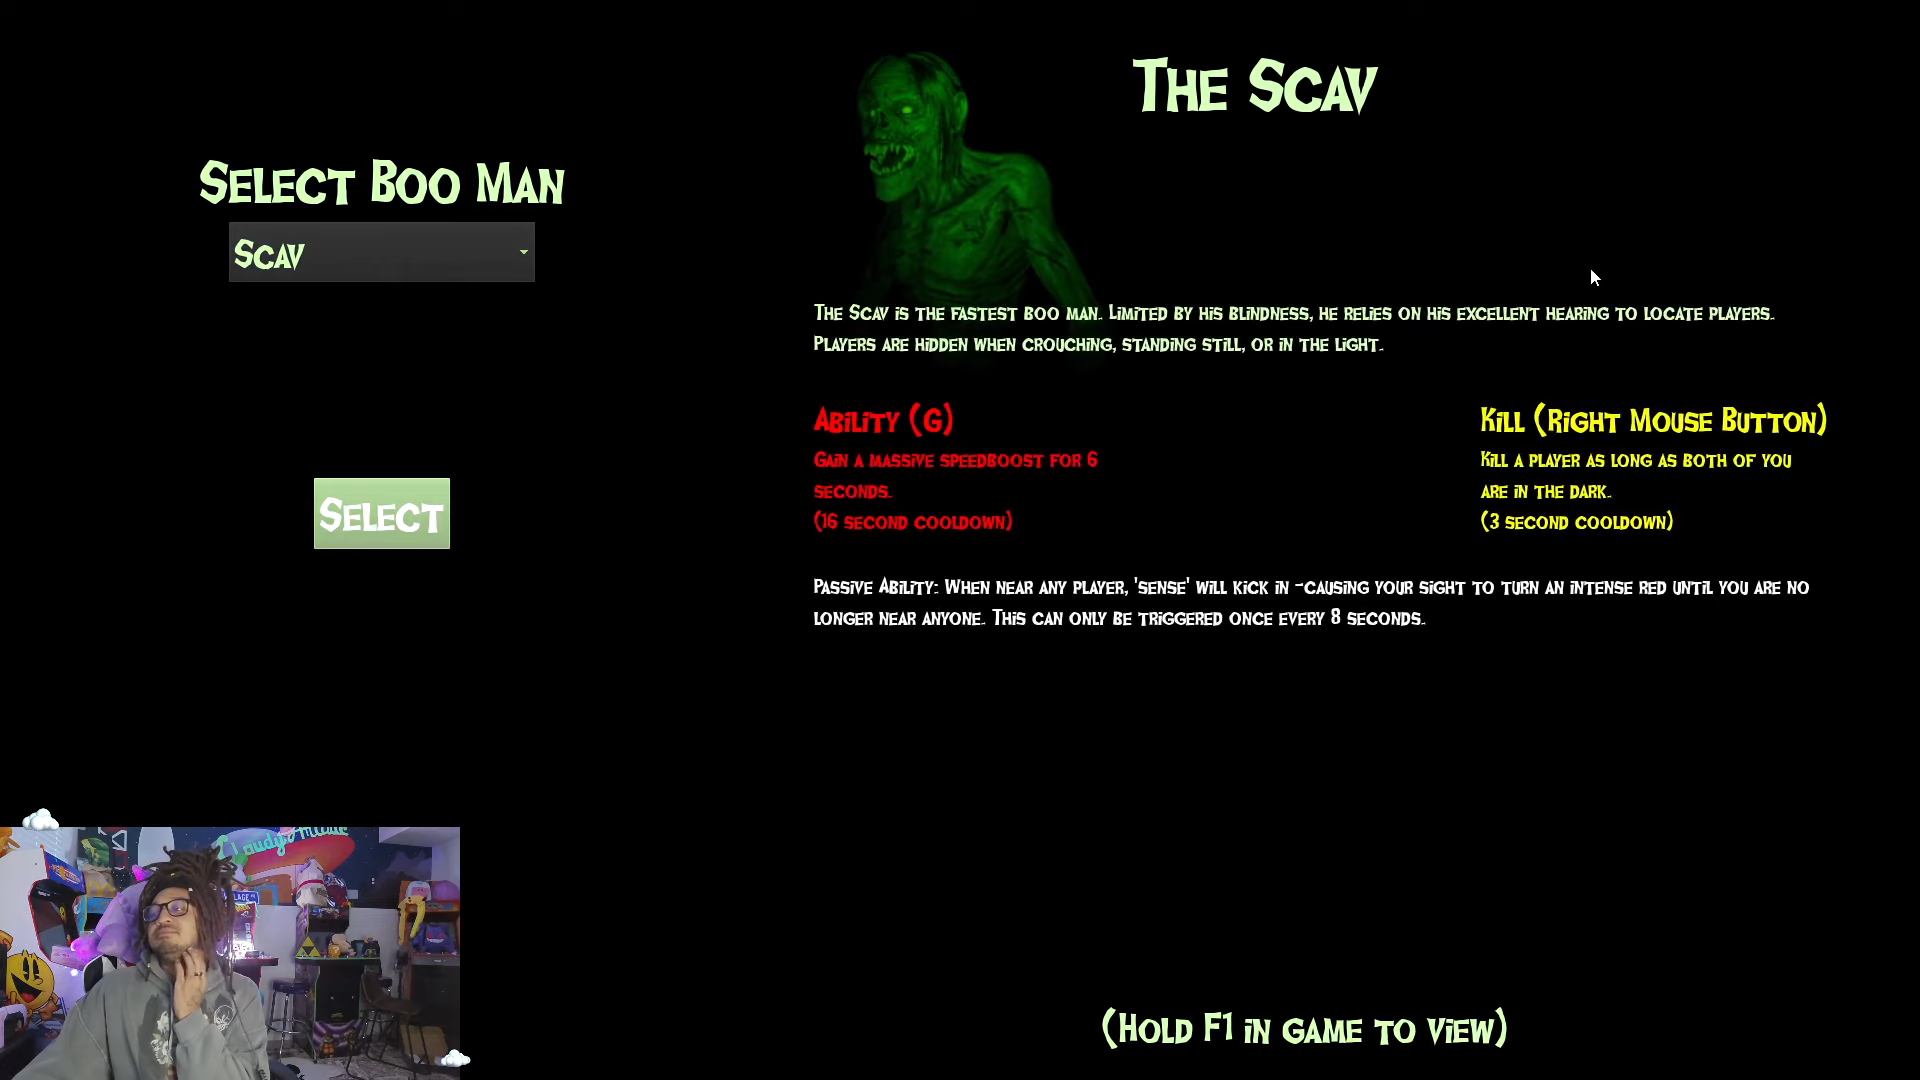 The Scav
Select Boo Man
Scav
The Scav is the fastest boo man. Limited by his blindness, he relies on his excellent hearing to locate players.
Players are hidden when crouching, standing still, or in the light.
Ability (G)
Gain a massive speedboost for 6
seconds.
(16 second cooldown)
Kill (Right Mouse Button)
Kill a player as long as both of you
are in the dark.
(3 second cooldown)
Select
Passive Ability: When near any player, 'sense' will kick in -causing your sight to turn an intense red until you are no
longer near anyone. This can only be triggered once every 8 seconds.
(Hold F1 in game to view)